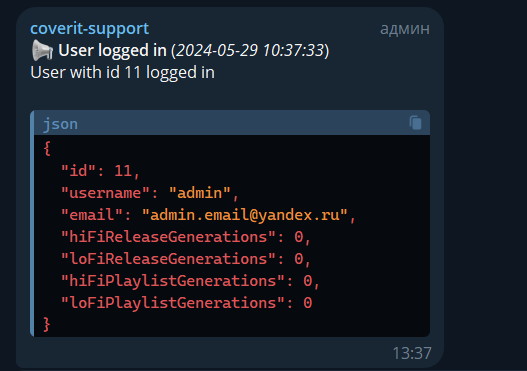 coverit-support админ
📢 User logged in (2024-05-29 10:37:33)
User with id 11 logged in
json
{
  "id": 11,
  "username": "admin",
  "email": "admin.email@yandex.ru",
  "hiFiReleaseGenerations": 0,
  "loFiReleaseGenerations": 0,
  "hiFiPlaylistGenerations": 0,
  "loFiPlaylistGenerations": 0
}
13:37